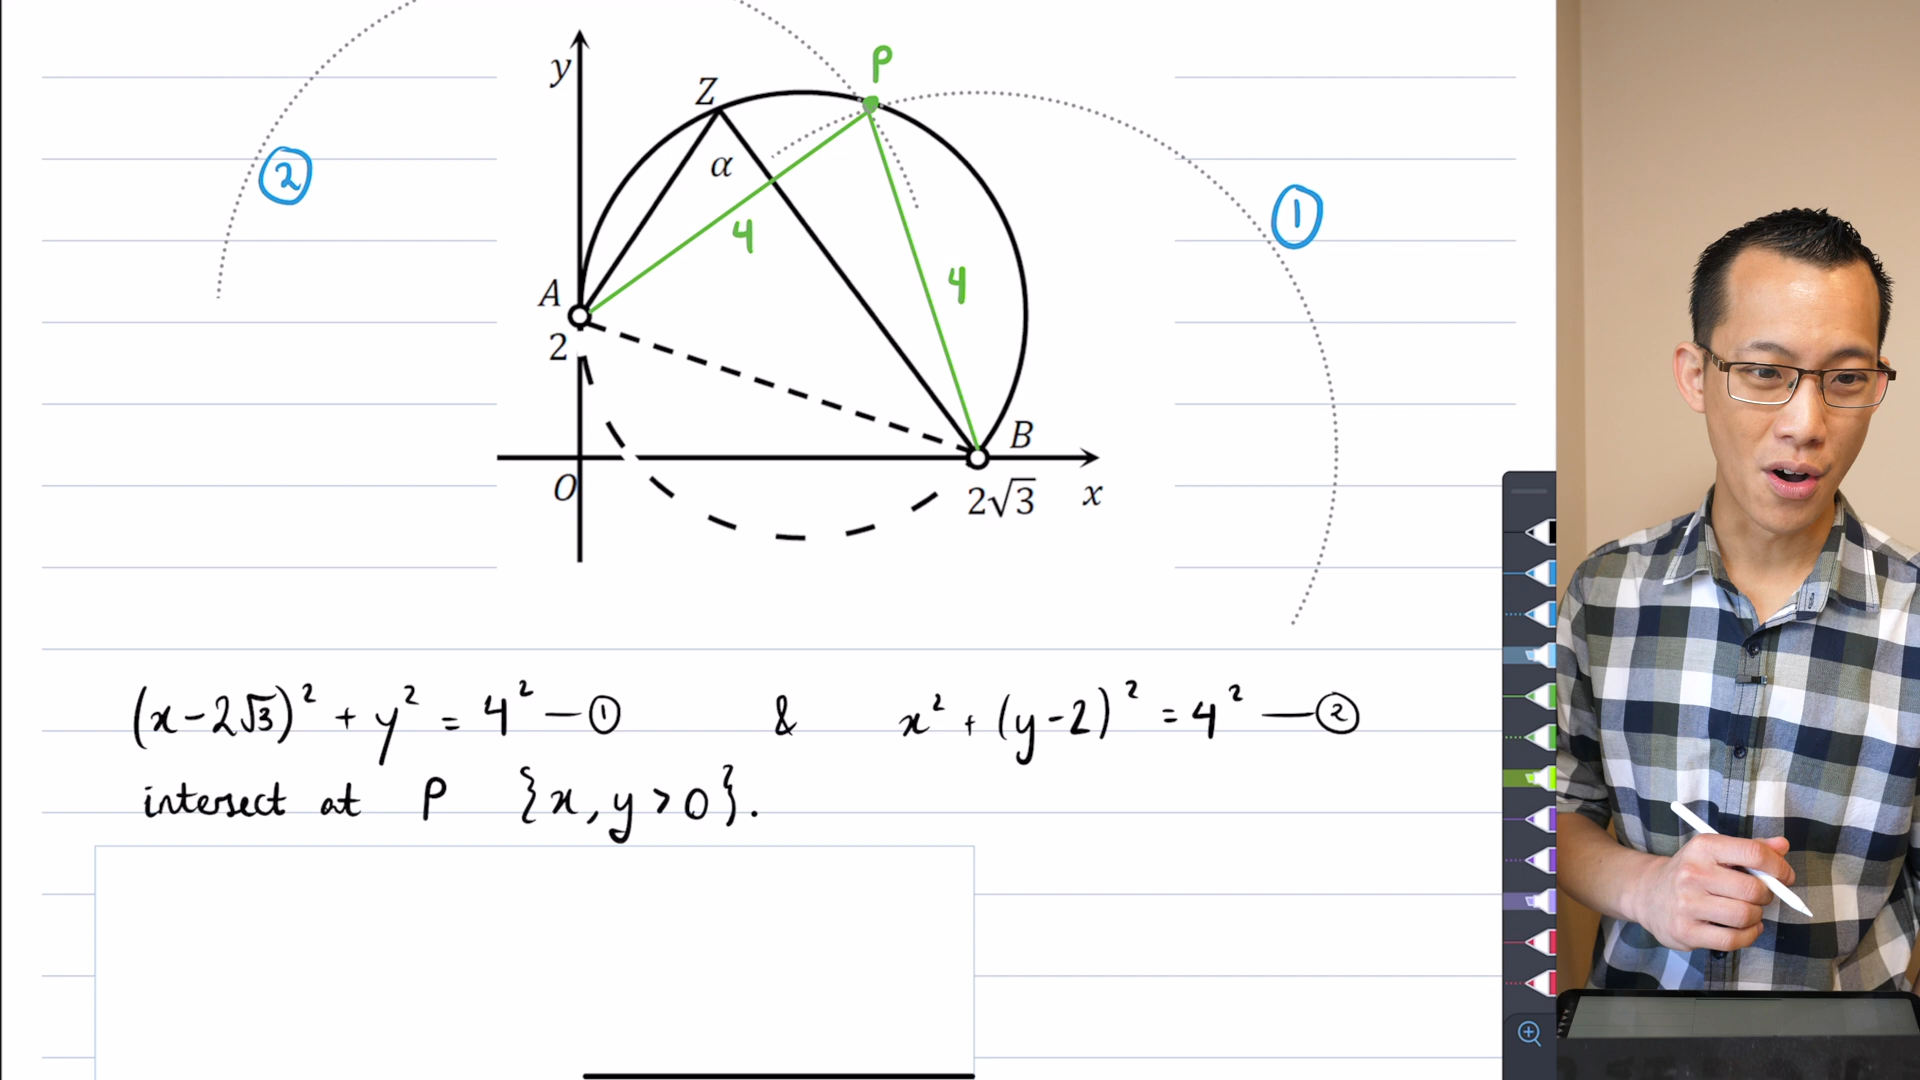 P
y
Z
②
α
①
4
4
A
2
B
O
2√3
x
(x-2√3)² + y² = 4² — ① & x² + (y-2)² = 4² — ②
intersect at P {x, y > 0}.